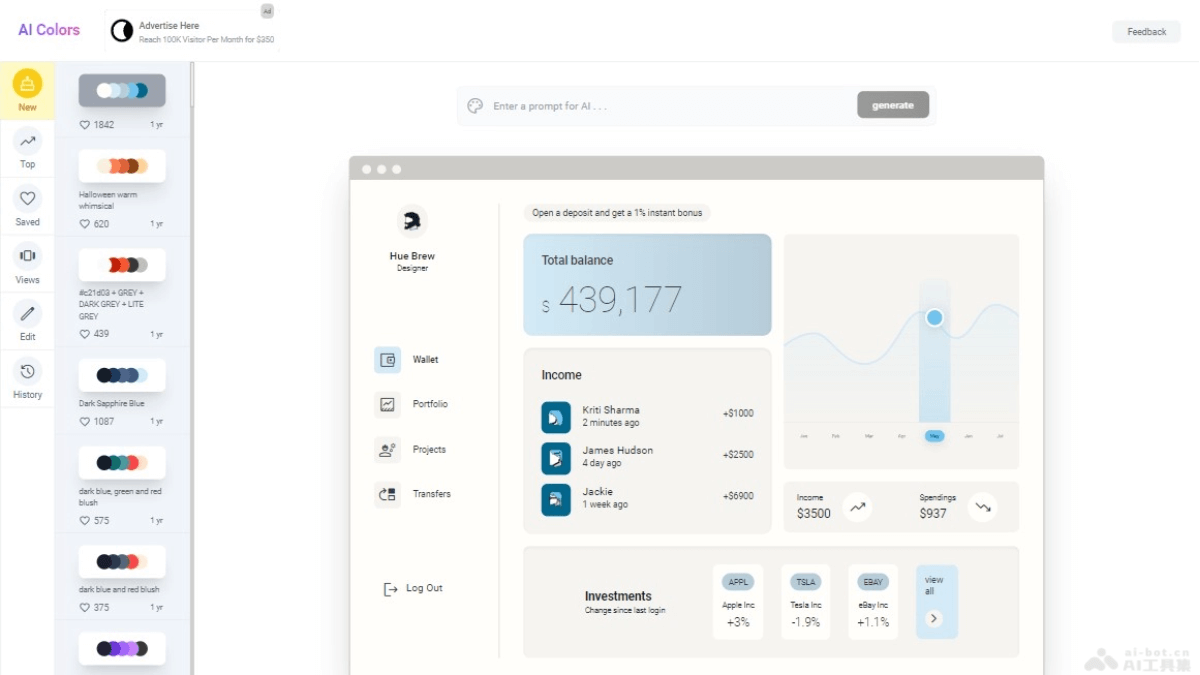 AI Colors
Advertise Here
Reach 100K Visitor Per Month for $350
Ad
Feedback
New
Top
Saved
Views
Edit
History
1842 1 yr
Halloween warm
whimsical
620 1 yr
#c21d03 + GREY +
DARK GREY + LITE
GREY
439 1 yr
Dark Sapphire Blue
1087 1 yr
dark blue, green and red
blush
575 1 yr
dark blue and red blush
375 1 yr
Enter a prompt for AI . . .
generate
Hue Brew
Designer
Wallet
Portfolio
Projects
Transfers
Log Out
Open a deposit and get a 1% instant bonus
Total balance
$ 439,177
Income
Kriti Sharma
2 minutes ago
+$1000
James Hudson
4 day ago
+$2500
Jackie
1 week ago
+$6900
May
Income
$3500
Spendings
$937
Investments
Change since last login
APPL
Apple Inc
+3%
TSLA
Tesla Inc
-1.9%
EBAY
eBay Inc
+1.1%
view
all
ai-bot.cn
AI工具集